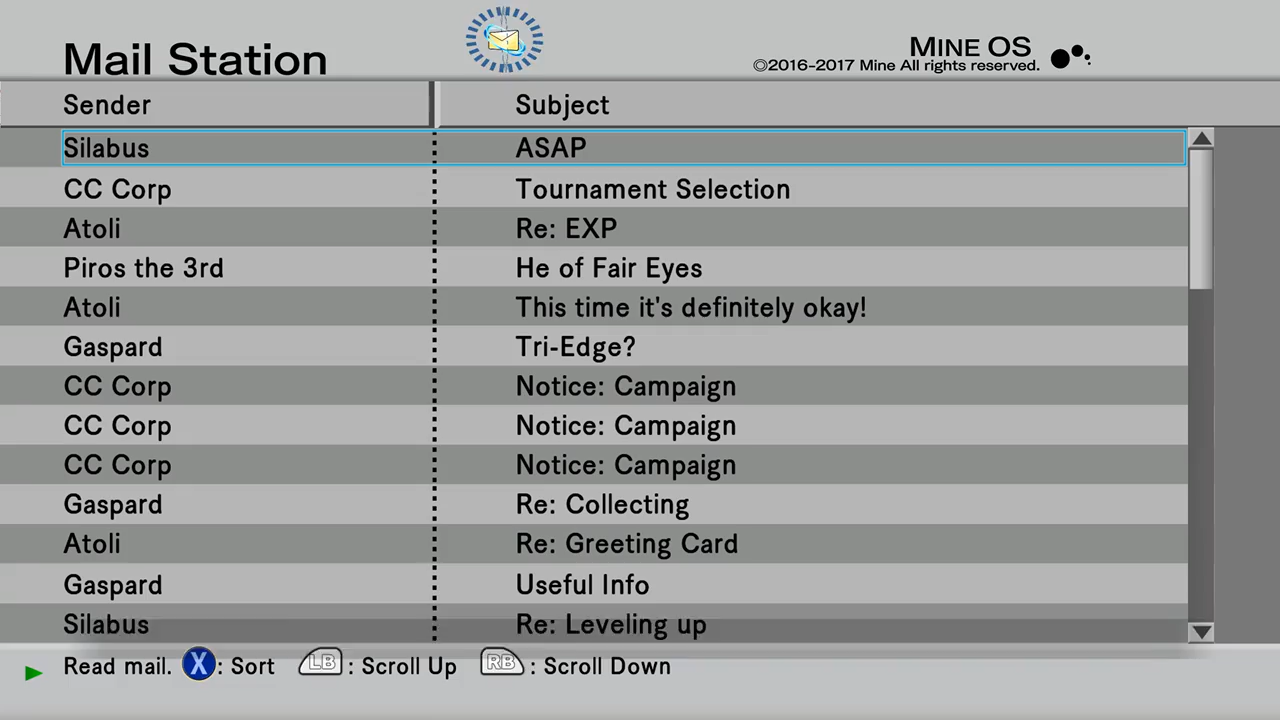 Mail Station
MINE OS
©2016-2017 Mine All rights reserved.
Sender Subject
Silabus ASAP
CC Corp Tournament Selection
Atoli Re: EXP
Piros the 3rd He of Fair Eyes
Atoli This time it's definitely okay!
Gaspard Tri-Edge?
CC Corp Notice: Campaign
CC Corp Notice: Campaign
CC Corp Notice: Campaign
Gaspard Re: Collecting
Atoli Re: Greeting Card
Gaspard Useful Info
Silabus Re: Leveling up
Read mail. X : Sort LB : Scroll Up RB : Scroll Down